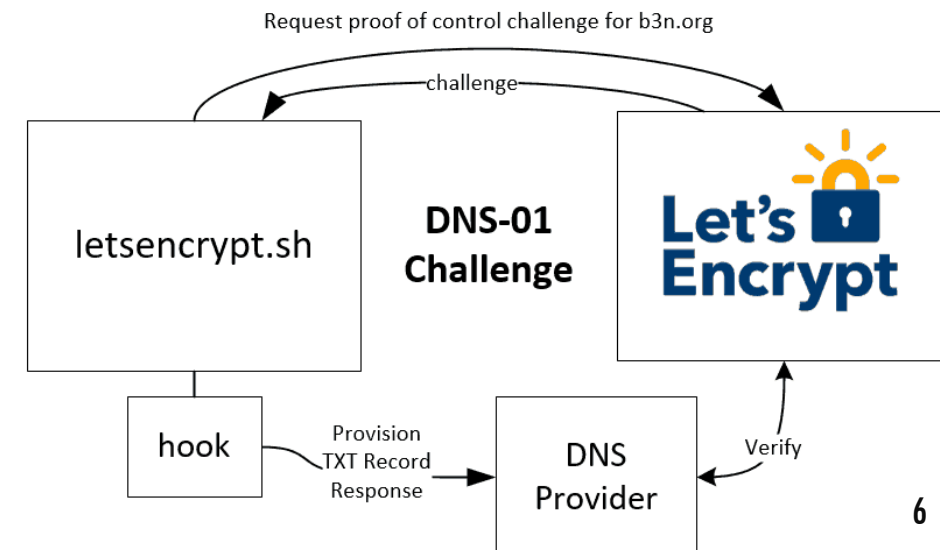 Request proof of control challenge for b3n.org
challenge
letsencrypt.sh
DNS-01
Challenge
Let's
Encrypt
hook
Provision
TXT Record
Response
DNS
Provider
Verify
6